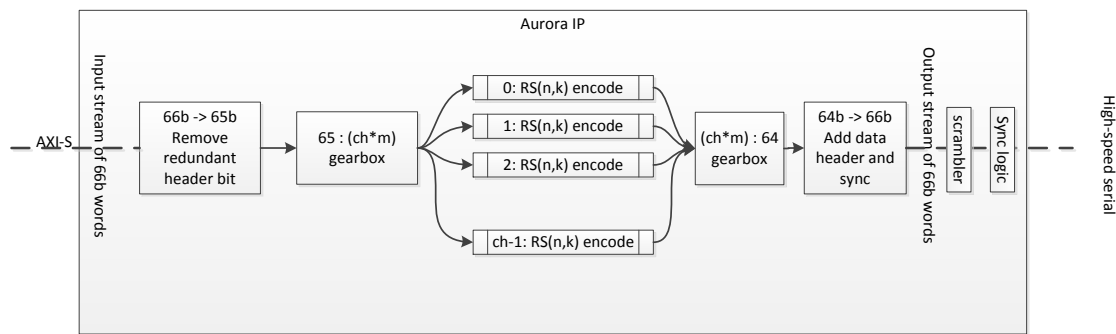 Aurora IP
AXI-S
Input stream of 66b words
66b -> 65b
Remove
redundant
header bit
65 : (ch*m)
gearbox
0: RS(n,k) encode
1: RS(n,k) encode
2: RS(n,k) encode
ch-1: RS(n,k) encode
(ch*m) : 64
gearbox
64b -> 66b
Add data
header and
sync
Output stream of 66b words
scrambler
Sync logic
High-speed serial